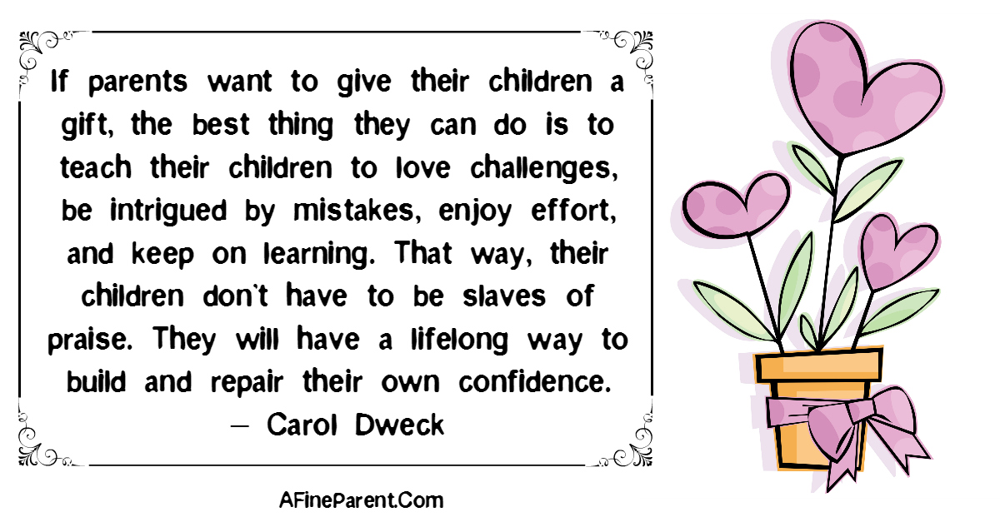 If parents want to give their children a
gift, the best thing they can do is to
teach their children to love challenges,
be intrigued by mistakes, enjoy effort,
and keep on learning. That way, their
children don't have to be slaves of
praise. They will have a lifelong way to
build and repair their own confidence.
– Carol Dweck
AFineParent.Com